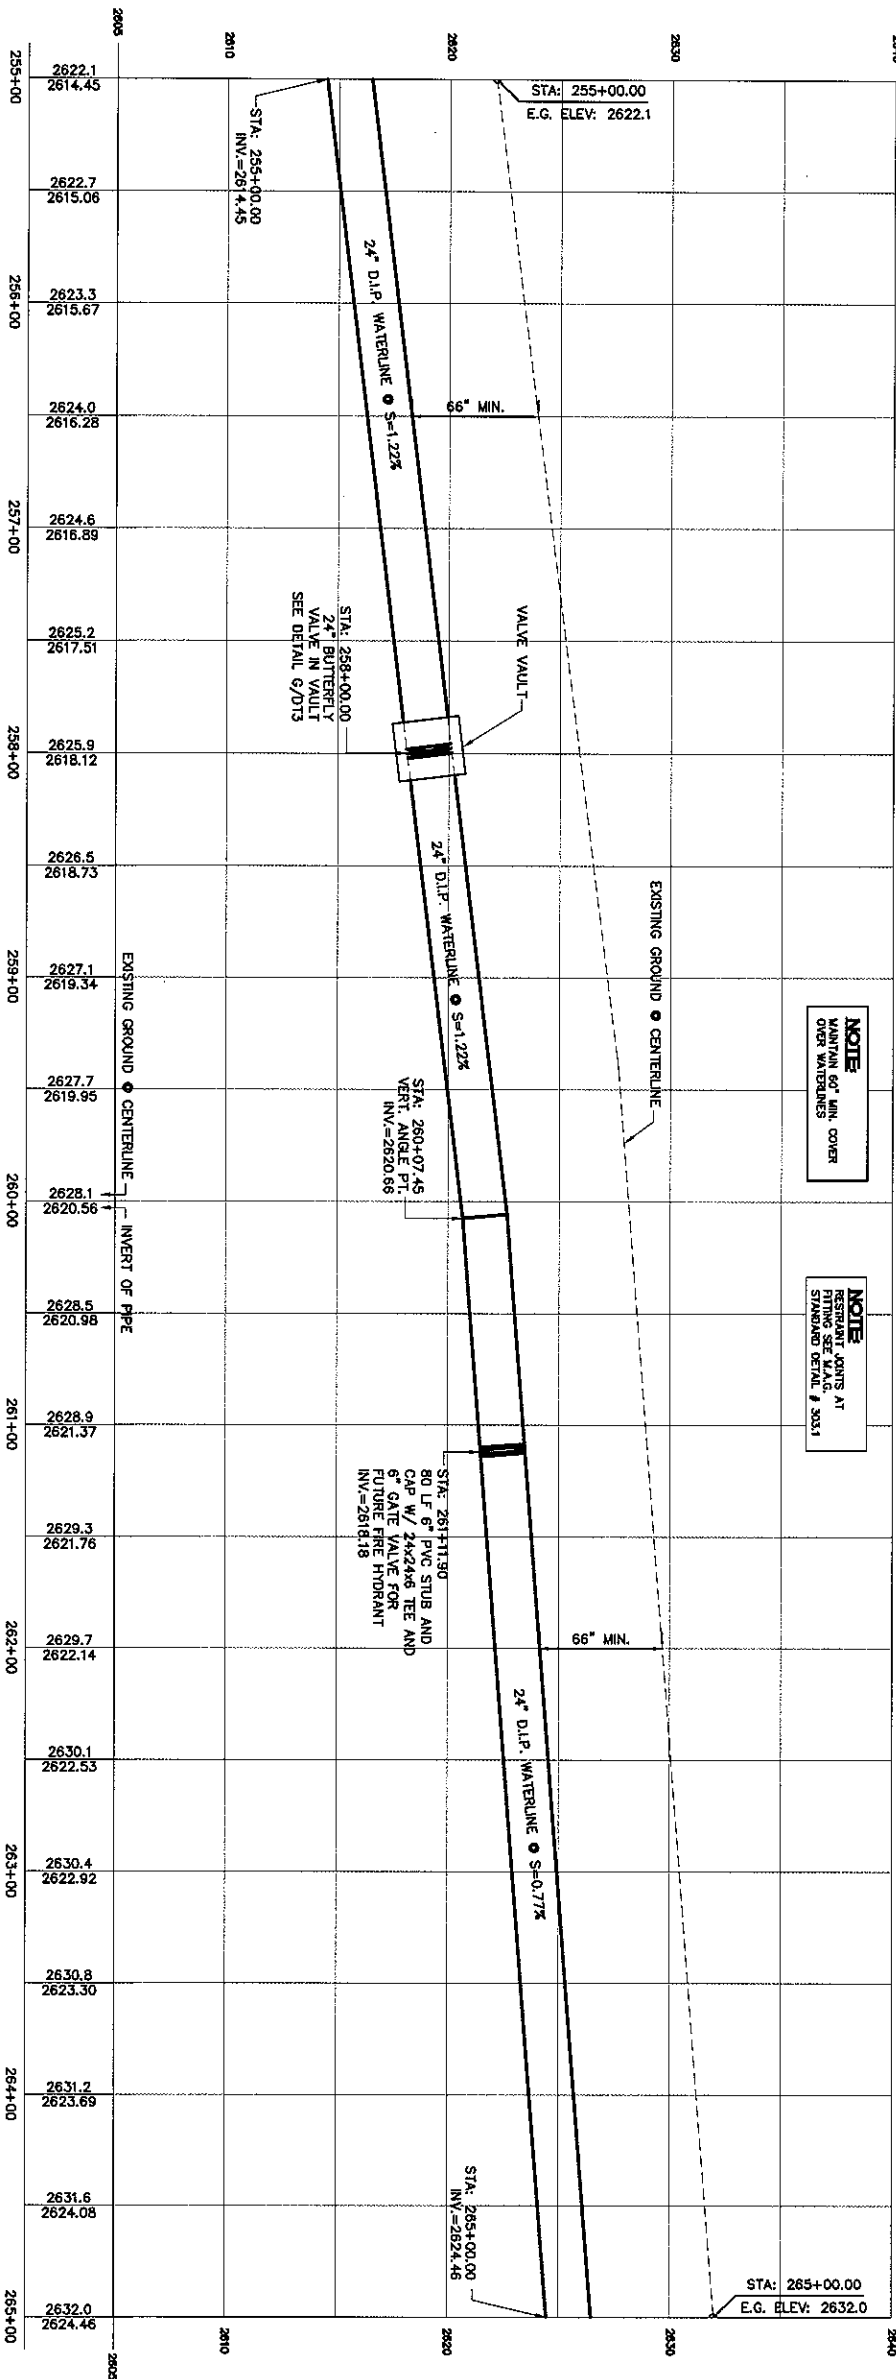 2605
2610
2620
2630
STA: 255+00.00
E.G. ELEV: 2622.1
STA: 255+00.00
INV.=2614.45
24" D.I.P. WATERLINE @ S=1.22%
66" MIN.
VALVE VAULT
STA: 258+00.00
24" BUTTERFLY
VALVE IN VAULT
SEE DETAIL G/DT3
24" D.I.P. WATERLINE @ S=1.22%
EXISTING GROUND @ CENTERLINE
NOTE:
MAINTAIN 60" MIN. COVER
OVER WATERLINES
NOTE:
RESTRAINT JOINTS AT
FITTING SEE M.A.G.
STANDARD DETAIL # 303.1
STA: 260+07.45
VERT. ANGLE PT.
INV.=2620.66
EXISTING GROUND @ CENTERLINE
INVERT OF PIPE
STA: 261+11.90
80 LF 6" PVC STUB AND
CAP W/ 24x24x6 TEE AND
6" GATE VALVE FOR
FUTURE FIRE HYDRANT
INV.=2618.18
66" MIN.
24" D.I.P. WATERLINE @ S=0.77%
STA: 265+00.00
INV.=2624.46
STA: 265+00.00
E.G. ELEV: 2632.0
2640
2630
2620
2610
2605
2622.1
2614.45
255+00
2622.7
2615.06
2623.3
2615.67
256+00
2624.0
2616.28
2624.6
2616.89
257+00
2625.2
2617.51
2625.9
2618.12
258+00
2626.5
2618.73
2627.1
2619.34
259+00
2627.7
2619.95
2628.1
2620.56
260+00
2628.5
2620.98
2628.9
2621.37
261+00
2629.3
2621.76
2629.7
2622.14
262+00
2630.1
2622.53
2630.4
2622.92
263+00
2630.8
2623.30
2631.2
2623.69
264+00
2631.6
2624.08
2632.0
2624.46
265+00